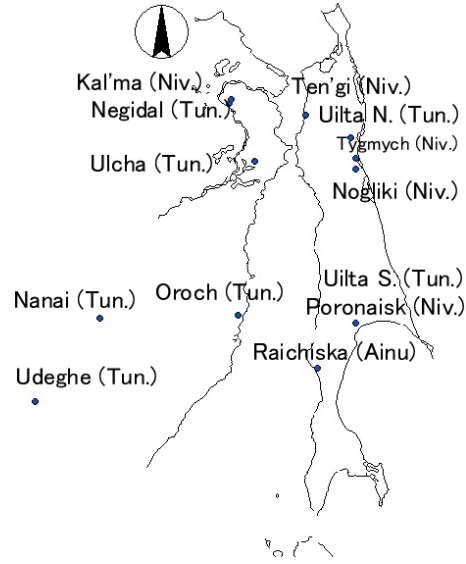 Kal'ma (Niv.)
Ten'gi (Niv.)
Negidal (Tun.)
Uilta N. (Tun.)
Tygmych (Niv.)
Ulcha (Tun.)
Nogliki (Niv.)
Uilta S. (Tun.)
Nanai (Tun.)
Oroch (Tun.)
Poronaisk (Niv.)
Raichiska (Ainu)
Udeghe (Tun.)